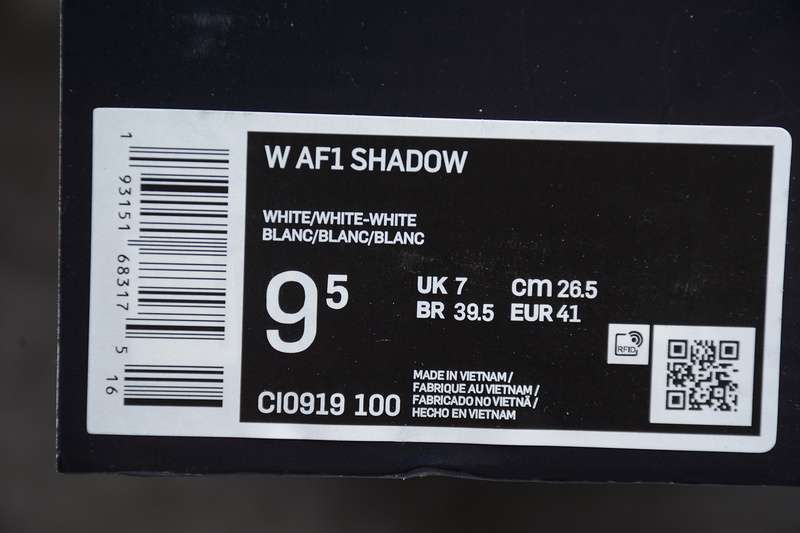 1 93151 68317 5 16
W AF1 SHADOW
WHITE/WHITE-WHITE
BLANC/BLANC/BLANC
9 5
UK 7 cm 26.5
BR 39.5 EUR 41
RFID
CI0919 100
MADE IN VIETNAM /
FABRIQUE AU VIETNAM /
FABRICADO NO VIETNÃ /
HECHO EN VIETNAM